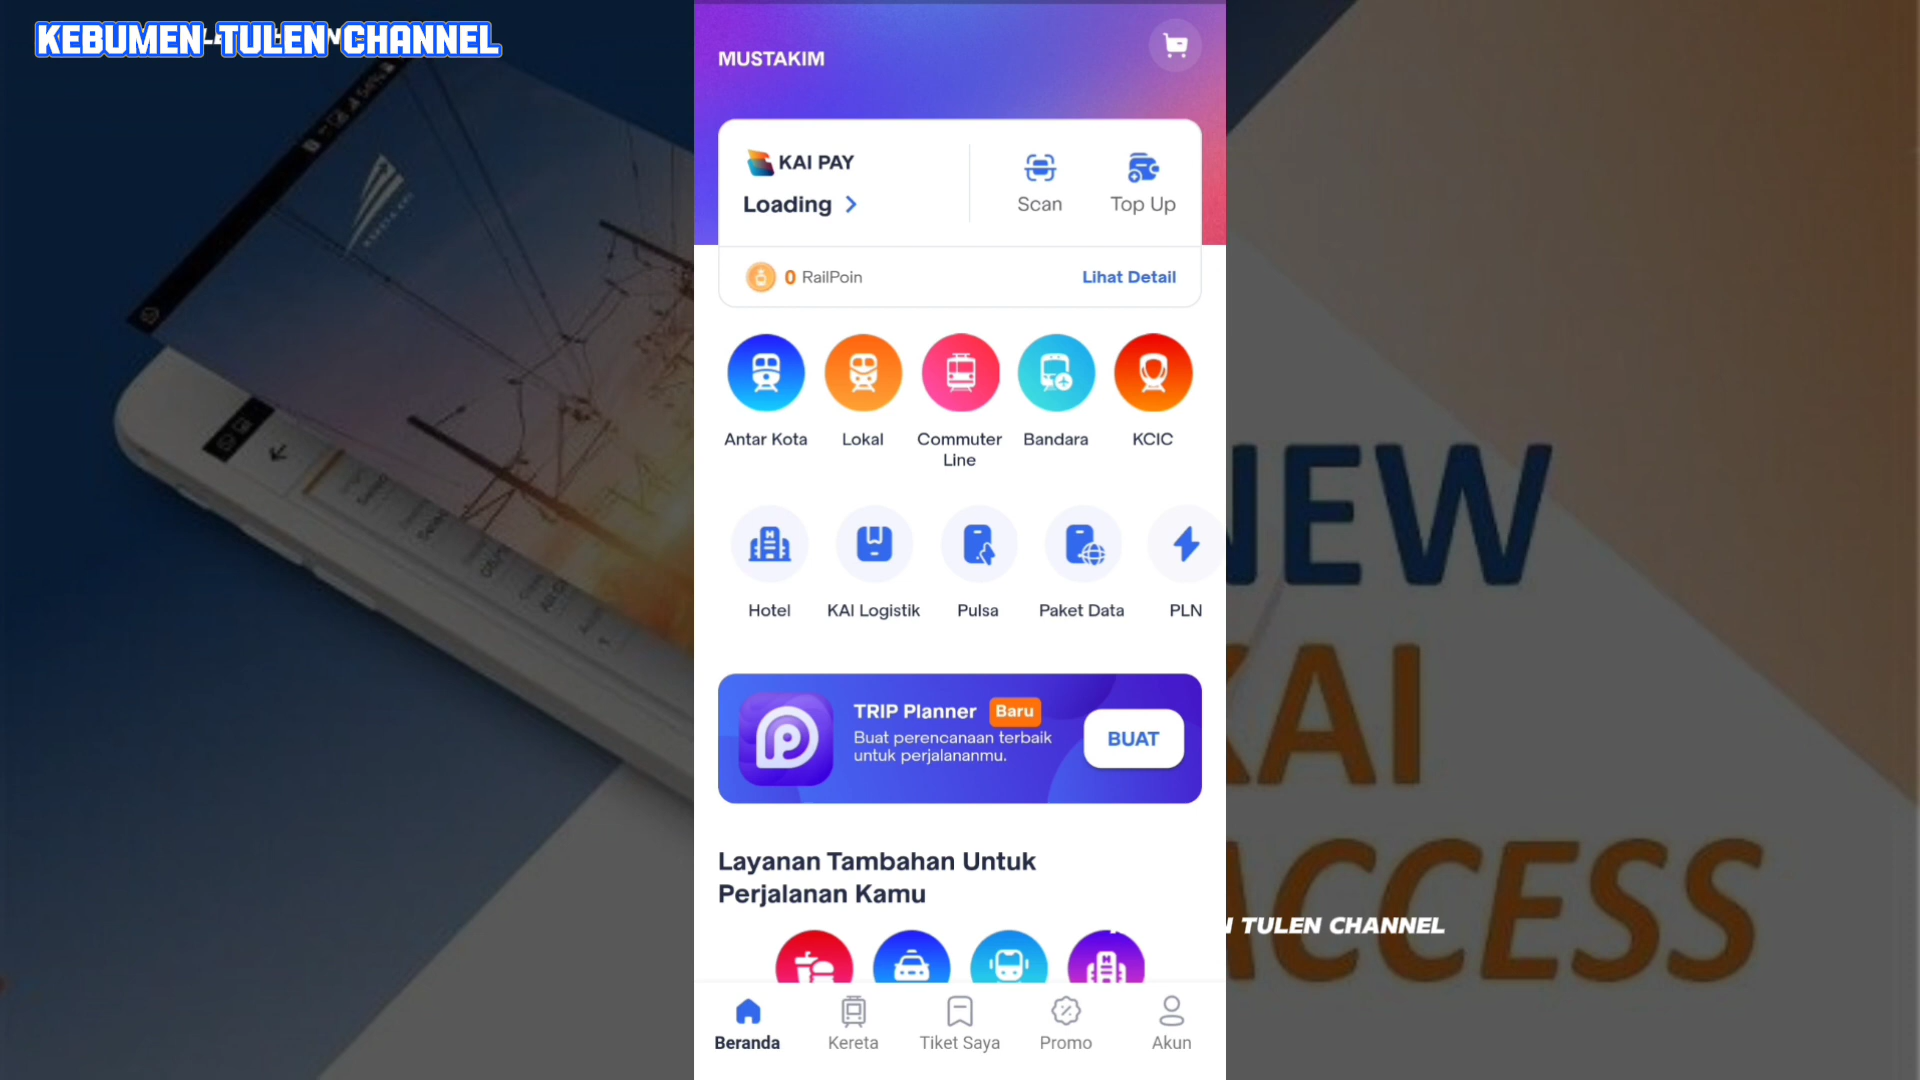 KEBUMEN TULEN CHANNEL
MUSTAKIM
KAI PAY
Loading
Scan
Top Up
0 RailPoin
Lihat Detail
Antar Kota
Lokal
Commuter
Line
Bandara
KCIC
Hotel
KAI Logistik
Pulsa
Paket Data
PLN
TRIP Planner
Baru
Buat perencanaan terbaik
untuk perjalananmu.
BUAT
Layanan Tambahan Untuk
Perjalanan Kamu
Beranda
Kereta
Tiket Saya
Promo
Akun
NEW
KAI
ACCESS
TULEN CHANNEL